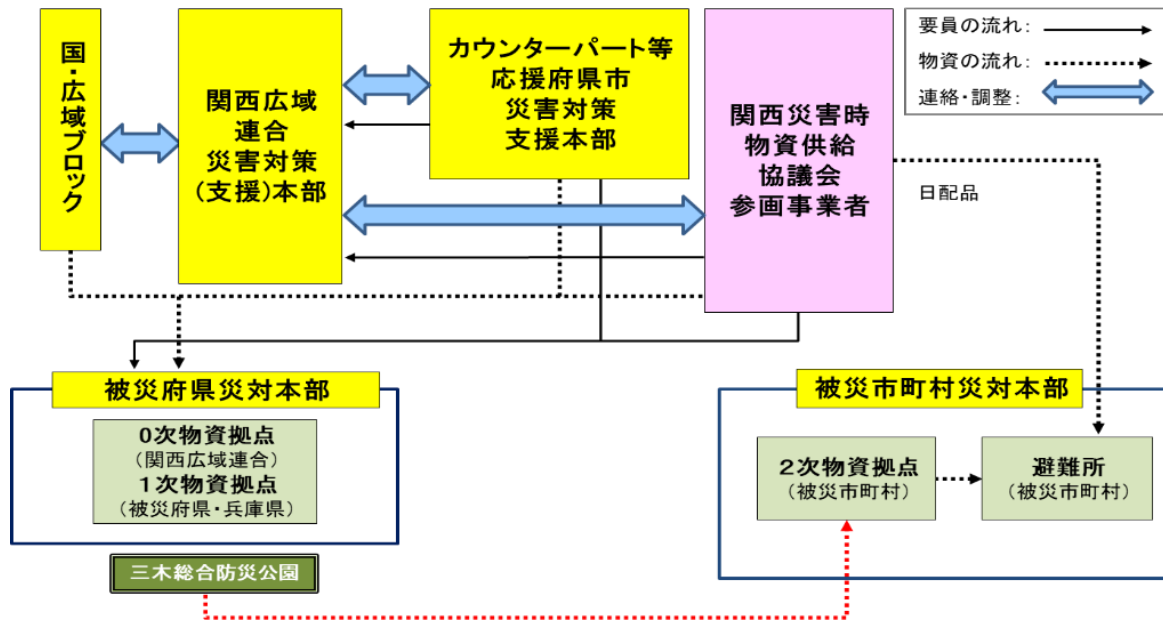 国・広域ブロック
関西広域
連合
災害対策
(支援)本部
カウンターパート等
応援府県市
災害対策
支援本部
関西災害時
物資供給
協議会
参画事業者
要員の流れ:
物資の流れ:
連絡・調整:
日配品
被災府県災対本部
0次物資拠点
(関西広域連合)
1次物資拠点
(被災府県・兵庫県)
三木総合防災公園
被災市町村災対本部
2次物資拠点
(被災市町村)
避難所
(被災市町村)